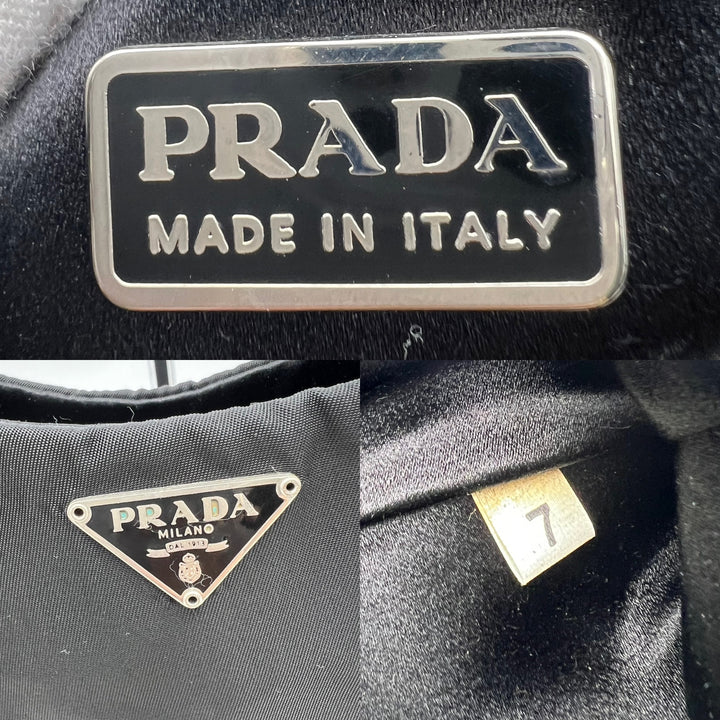 PRADA
MADE IN ITALY
PRADA
MILANO
DAL 1913
7